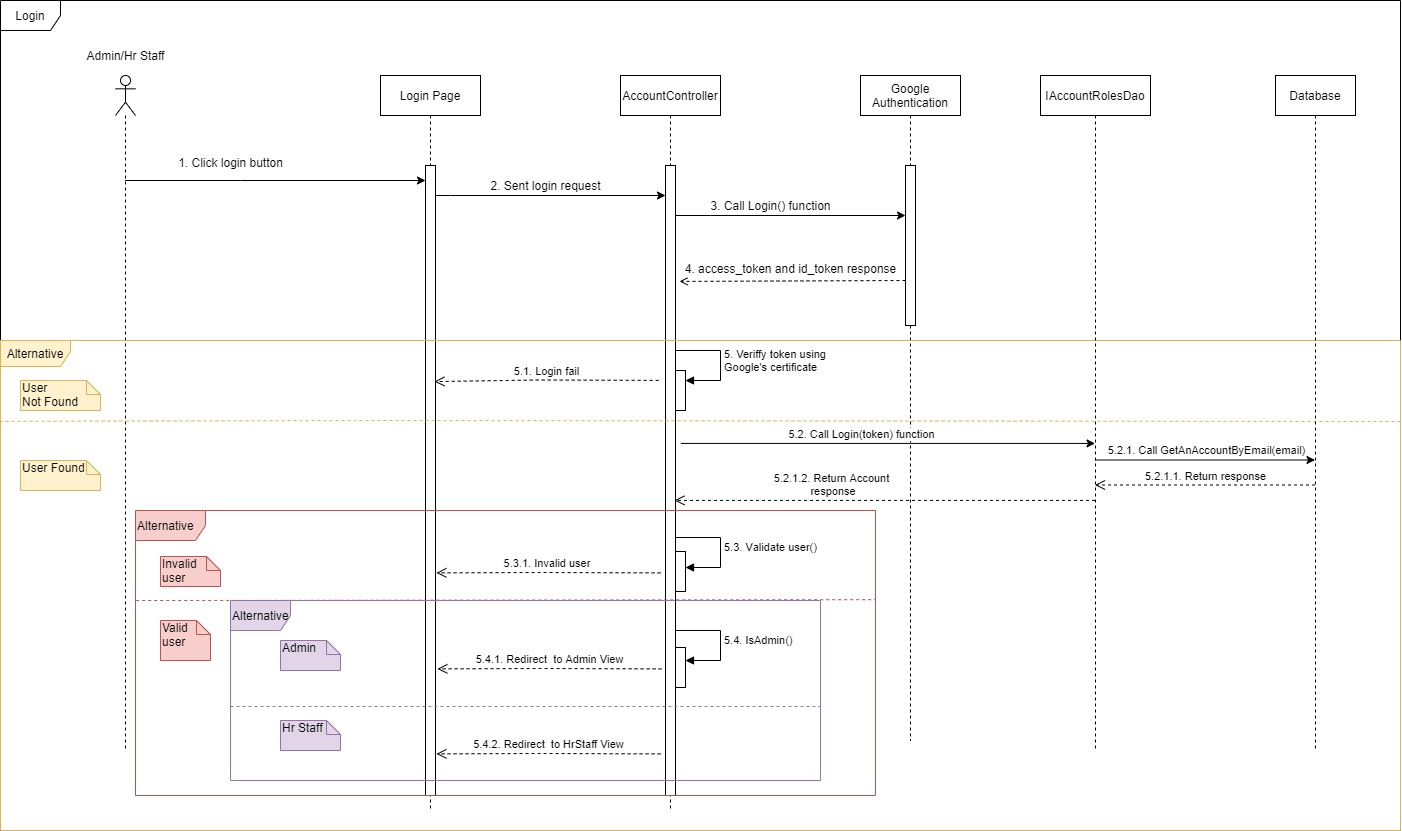 Login
Admin/Hr Staff
Login Page
AccountController
Google
Authentication
IAccountRolesDao
Database
1. Click login button
2. Sent login request
3. Call Login() function
4. access_token and id_token response
Alternative
5. Veriffy token using
Google's certificate
5.1. Login fail
User
Not Found
5.2. Call Login(token) function
5.2.1. Call GetAnAccountByEmail(email)
User Found
5.2.1.1. Return response
5.2.1.2. Return Account
response
Alternative
5.3. Validate user()
Invalid
user
5.3.1. Invalid user
Alternative
Valid
user
5.4. IsAdmin()
Admin
5.4.1. Redirect  to Admin View
Hr Staff
5.4.2. Redirect  to HrStaff View